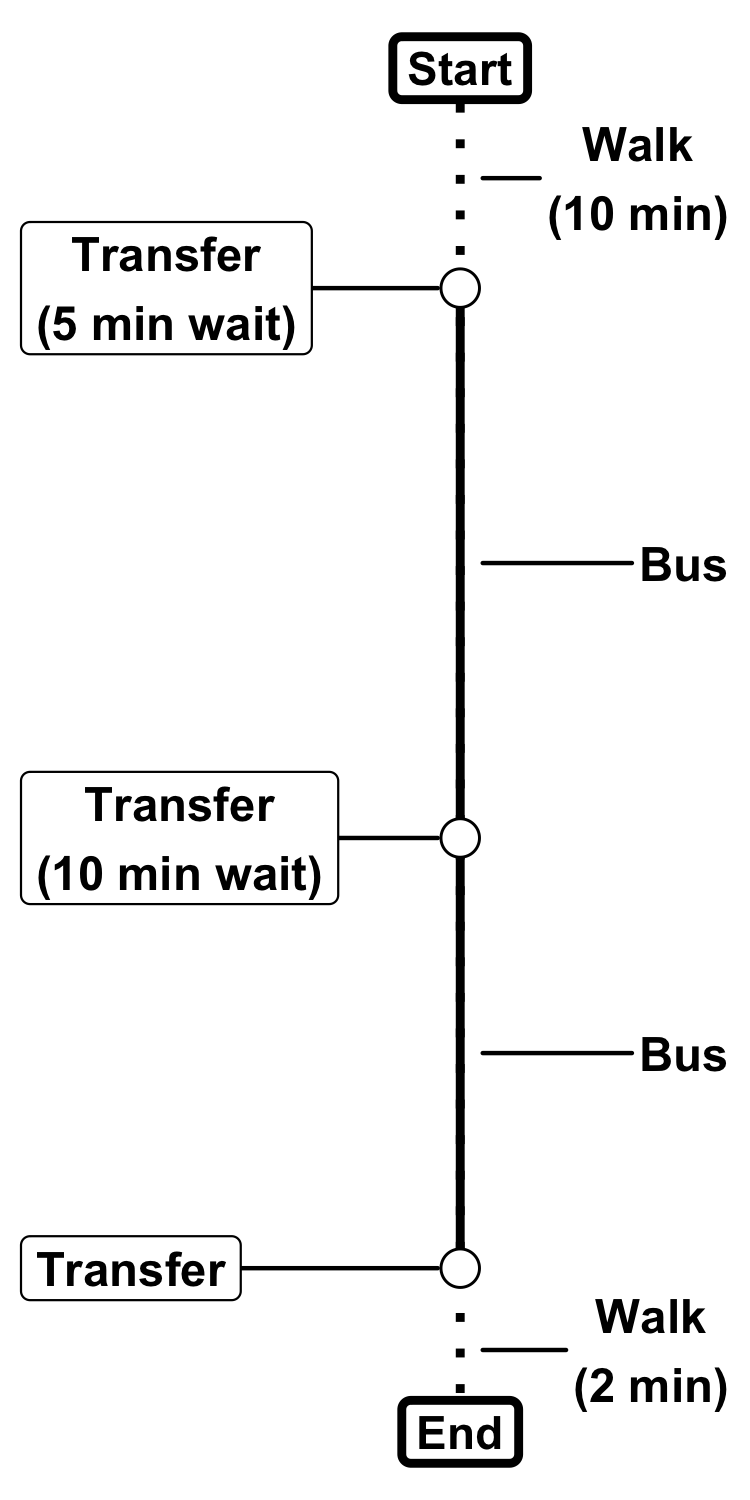 Start
Walk
(10 min)
Transfer
(5 min wait)
Bus
Transfer
(10 min wait)
Bus
Transfer
Walk
(2 min)
End